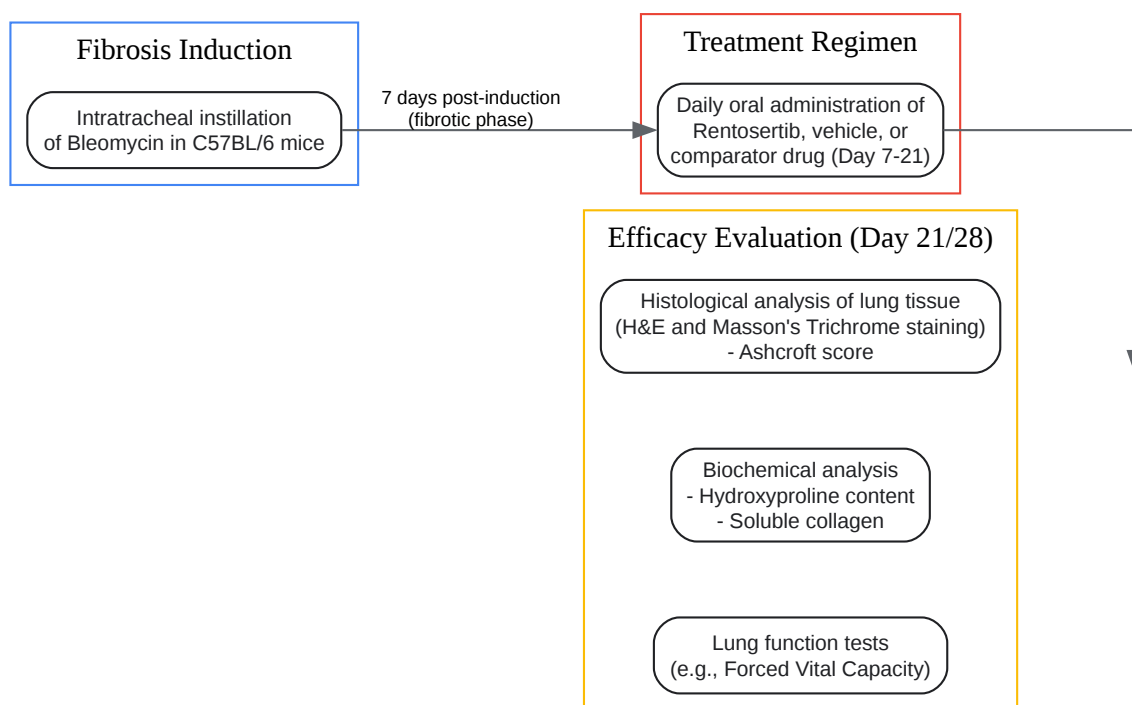 Fibrosis Induction
Intratracheal instillation
of Bleomycin in C57BL/6 mice
7 days post-induction
(fibrotic phase)
Treatment Regimen
Daily oral administration of
Rentosertib, vehicle, or
comparator drug (Day 7-21)
Efficacy Evaluation (Day 21/28)
Histological analysis of lung tissue
(H&E and Masson's Trichrome staining)
- Ashcroft score
Biochemical analysis
- Hydroxyproline content
- Soluble collagen
Lung function tests
(e.g., Forced Vital Capacity)